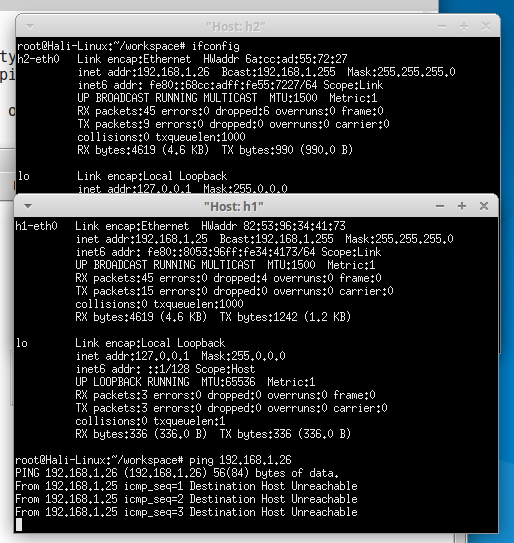 "Host: h2"
root@Hali-Linux:~/workspace# ifconfig
h2-eth0   Link encap:Ethernet  HWaddr 6a:cc:ad:55:72:27
inet addr:192.168.1.26  Bcast:192.168.1.255  Mask:255.255.255.0
inet6 addr: fe80::68cc:adff:fe55:7227/64 Scope:Link
UP BROADCAST RUNNING MULTICAST  MTU:1500  Metric:1
RX packets:45 errors:0 dropped:6 overruns:0 frame:0
TX packets:9 errors:0 dropped:0 overruns:0 carrier:0
collisions:0 txqueuelen:1000
RX bytes:4619 (4.6 KB)  TX bytes:990 (990.0 B)
lo        Link encap:Local Loopback
inet addr:127.0.0.1  Mask:255.0.0.0
"Host: h1"
h1-eth0   Link encap:Ethernet  HWaddr 82:53:96:34:41:73
inet addr:192.168.1.25  Bcast:192.168.1.255  Mask:255.255.255.0
inet6 addr: fe80::8053:96ff:fe34:4173/64 Scope:Link
UP BROADCAST RUNNING MULTICAST  MTU:1500  Metric:1
RX packets:45 errors:0 dropped:4 overruns:0 frame:0
TX packets:15 errors:0 dropped:0 overruns:0 carrier:0
collisions:0 txqueuelen:1000
RX bytes:4619 (4.6 KB)  TX bytes:1242 (1.2 KB)
lo        Link encap:Local Loopback
inet addr:127.0.0.1  Mask:255.0.0.0
inet6 addr: ::1/128 Scope:Host
UP LOOPBACK RUNNING  MTU:65536  Metric:1
RX packets:3 errors:0 dropped:0 overruns:0 frame:0
TX packets:3 errors:0 dropped:0 overruns:0 carrier:0
collisions:0 txqueuelen:1
RX bytes:336 (336.0 B)  TX bytes:336 (336.0 B)
root@Hali-Linux:~/workspace# ping 192.168.1.26
PING 192.168.1.26 (192.168.1.26) 56(84) bytes of data.
From 192.168.1.25 icmp_seq=1 Destination Host Unreachable
From 192.168.1.25 icmp_seq=2 Destination Host Unreachable
From 192.168.1.25 icmp_seq=3 Destination Host Unreachable